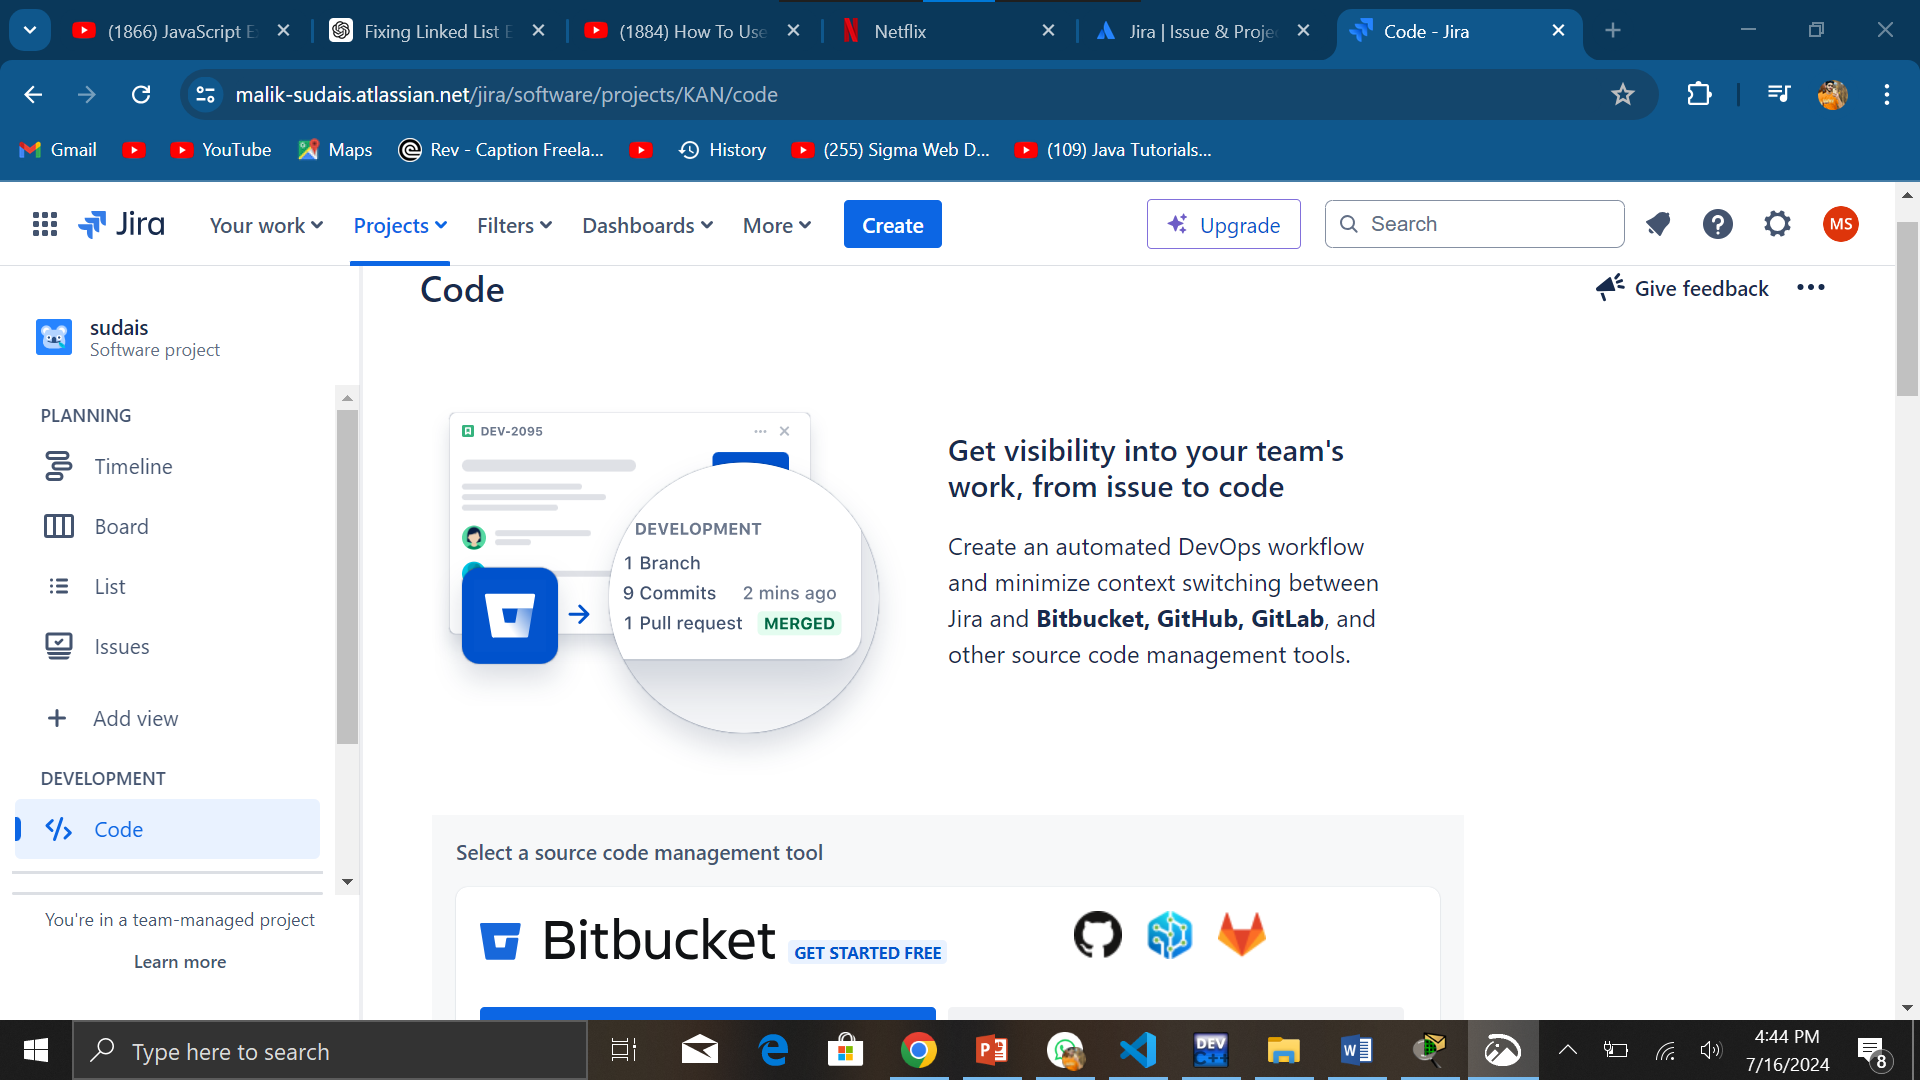 (1866) JavaScript E
Fixing Linked List E
(1884) How To Use
Netflix
Jira | Issue & Projec
Code - Jira
malik-sudais.atlassian.net/jira/software/projects/KAN/code
Gmail
YouTube
Maps
Rev - Caption Freela...
History
(255) Sigma Web D...
(109) Java Tutorials...
Jira
Your work
Projects
Filters
Dashboards
More
Create
Upgrade
Search
MS
Code
Give feedback
sudais
Software project
PLANNING
Timeline
Board
List
Issues
Add view
DEVELOPMENT
Code
You're in a team-managed project
Learn more
DEV-2095
DEVELOPMENT
1 Branch
9 Commits 2 mins ago
1 Pull request MERGED
Get visibility into your team's
work, from issue to code
Create an automated DevOps workflow
and minimize context switching between
Jira and Bitbucket, GitHub, GitLab, and
other source code management tools.
Select a source code management tool
Bitbucket GET STARTED FREE
Type here to search
DEV
C++
4:44 PM
7/16/2024
8